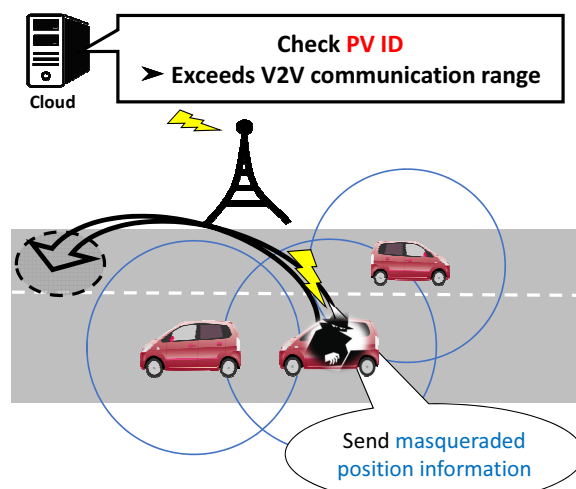 Check PV ID
➤ Exceeds V2V communication range
Cloud
Send masqueraded
position information